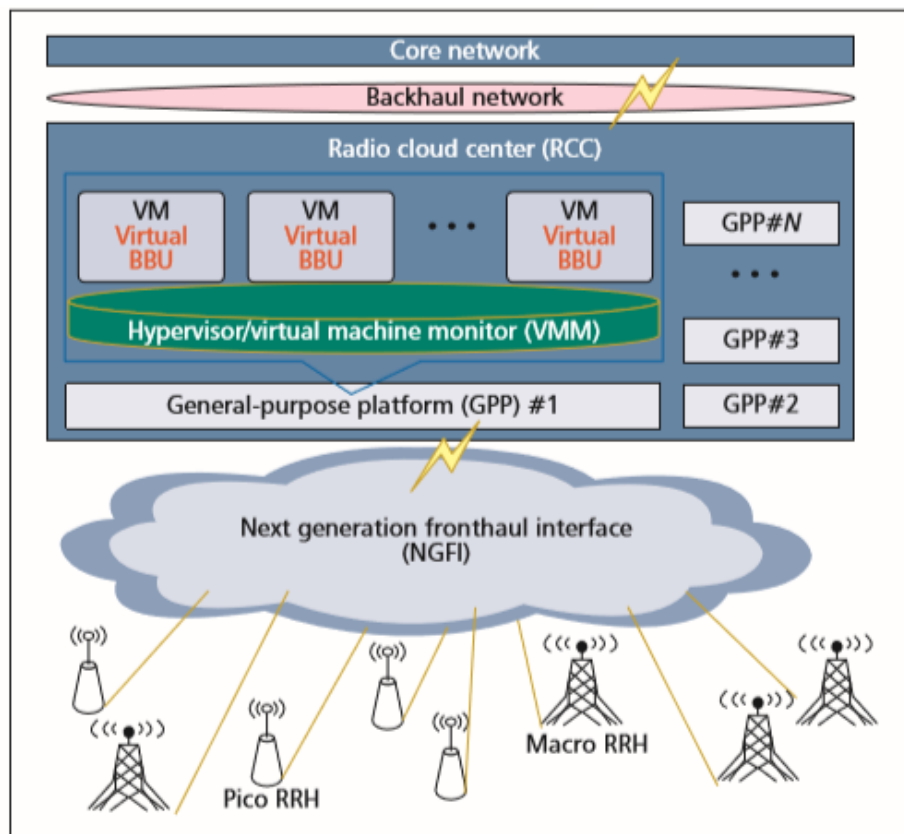 Core network
Backhaul network
Radio cloud center (RCC)
VM
Virtual
BBU
VM
Virtual
BBU
• • •
VM
Virtual
BBU
GPP#N
• • •
Hypervisor/virtual machine monitor (VMM)
GPP#3
General-purpose platform (GPP) #1
GPP#2
Next generation fronthaul interface
(NGFI)
Macro RRH
Pico RRH